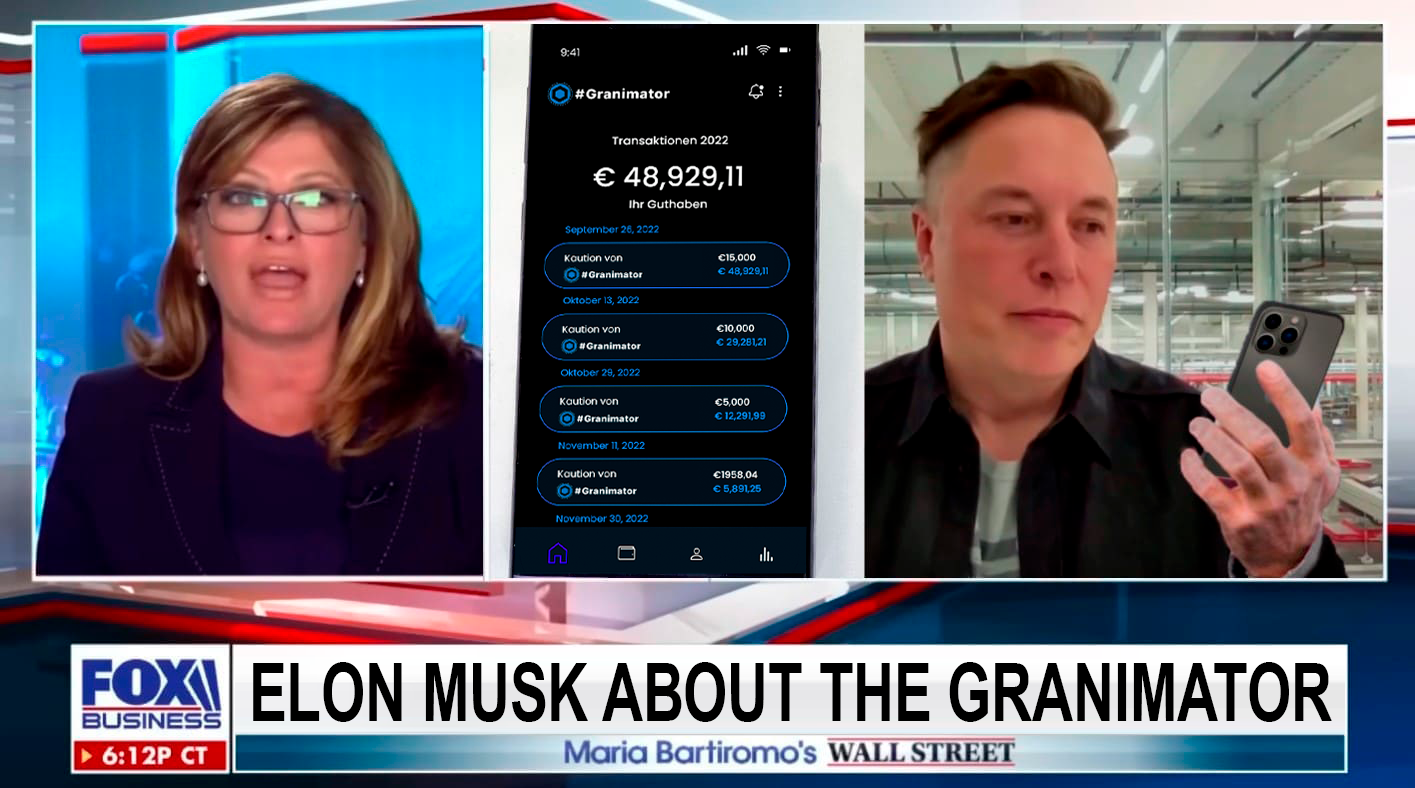 9:41
#Granimator
Transaktionen 2022
€ 48,929,11
Ihr Guthaben
September 26, 2022
Kaution von €15,000
#Granimator € 48,929,11
Oktober 13, 2022
Kaution von €10,000
#Granimator € 29,281,21
Oktober 29, 2022
Kaution von €5,000
#Granimator € 12,291,99
November 11, 2022
Kaution von €1958,04
#Granimator € 5,891,25
November 30, 2022
FOX
BUSINESS
6:12P CT
ELON MUSK ABOUT THE GRANIMATOR
Maria Bartiromo's WALL STREET